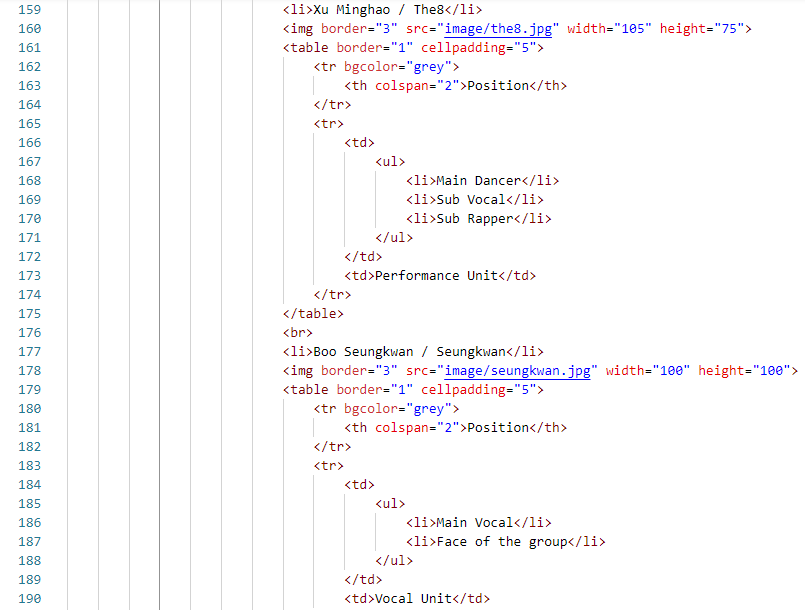 159 <li>Xu Minghao / The8</li>
160 <img border="3" src="image/the8.jpg" width="105" height="75">
161 <table border="1" cellpadding="5">
162 <tr bgcolor="grey">
163 <th colspan="2">Position</th>
164 </tr>
165 <tr>
166 <td>
167 <ul>
168 <li>Main Dancer</li>
169 <li>Sub Vocal</li>
170 <li>Sub Rapper</li>
171 </ul>
172 </td>
173 <td>Performance Unit</td>
174 </tr>
175 </table>
176 <br>
177 <li>Boo Seungkwan / Seungkwan</li>
178 <img border="3" src="image/seungkwan.jpg" width="100" height="100">
179 <table border="1" cellpadding="5">
180 <tr bgcolor="grey">
181 <th colspan="2">Position</th>
182 </tr>
183 <tr>
184 <td>
185 <ul>
186 <li>Main Vocal</li>
187 <li>Face of the group</li>
188 </ul>
189 </td>
190 <td>Vocal Unit</td>